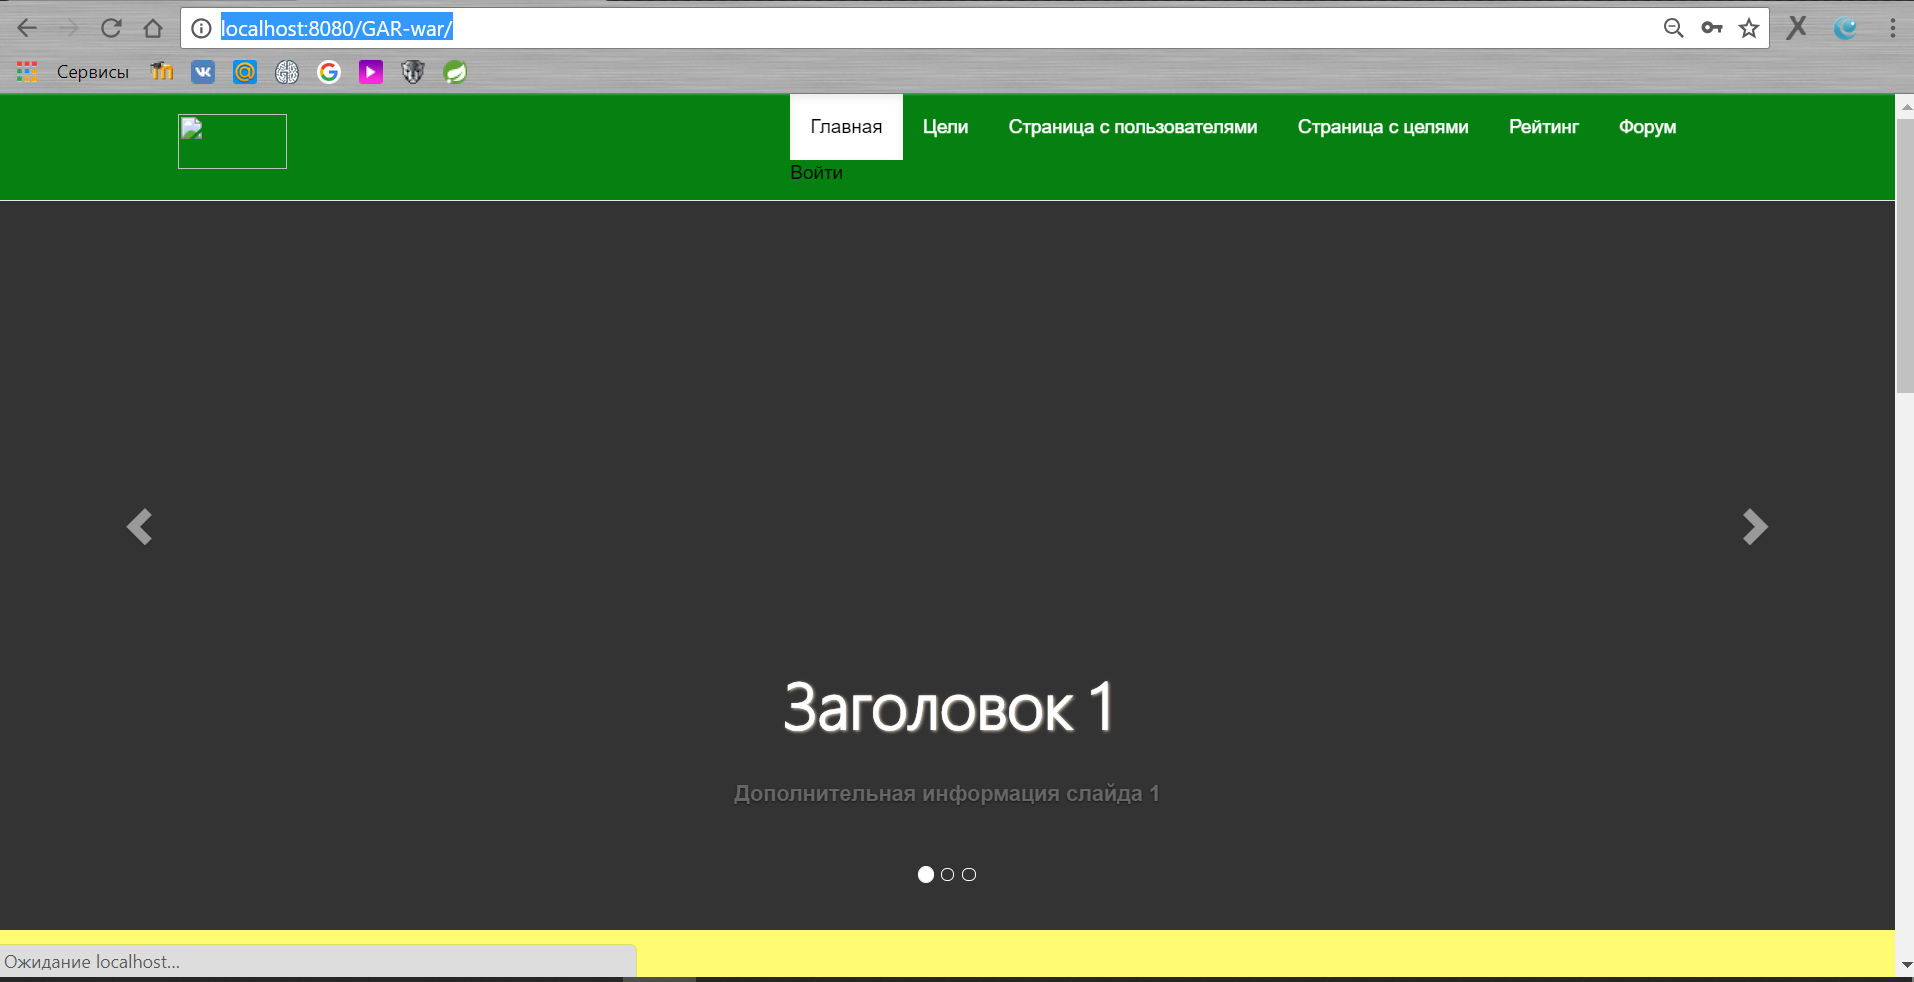 localhost:8080/GAR-war/
Сервисы
Главная Цели Страница с пользователями Страница с целями Рейтинг Форум
Войти
Заголовок 1
Дополнительная информация слайда 1
Ожидание localhost...